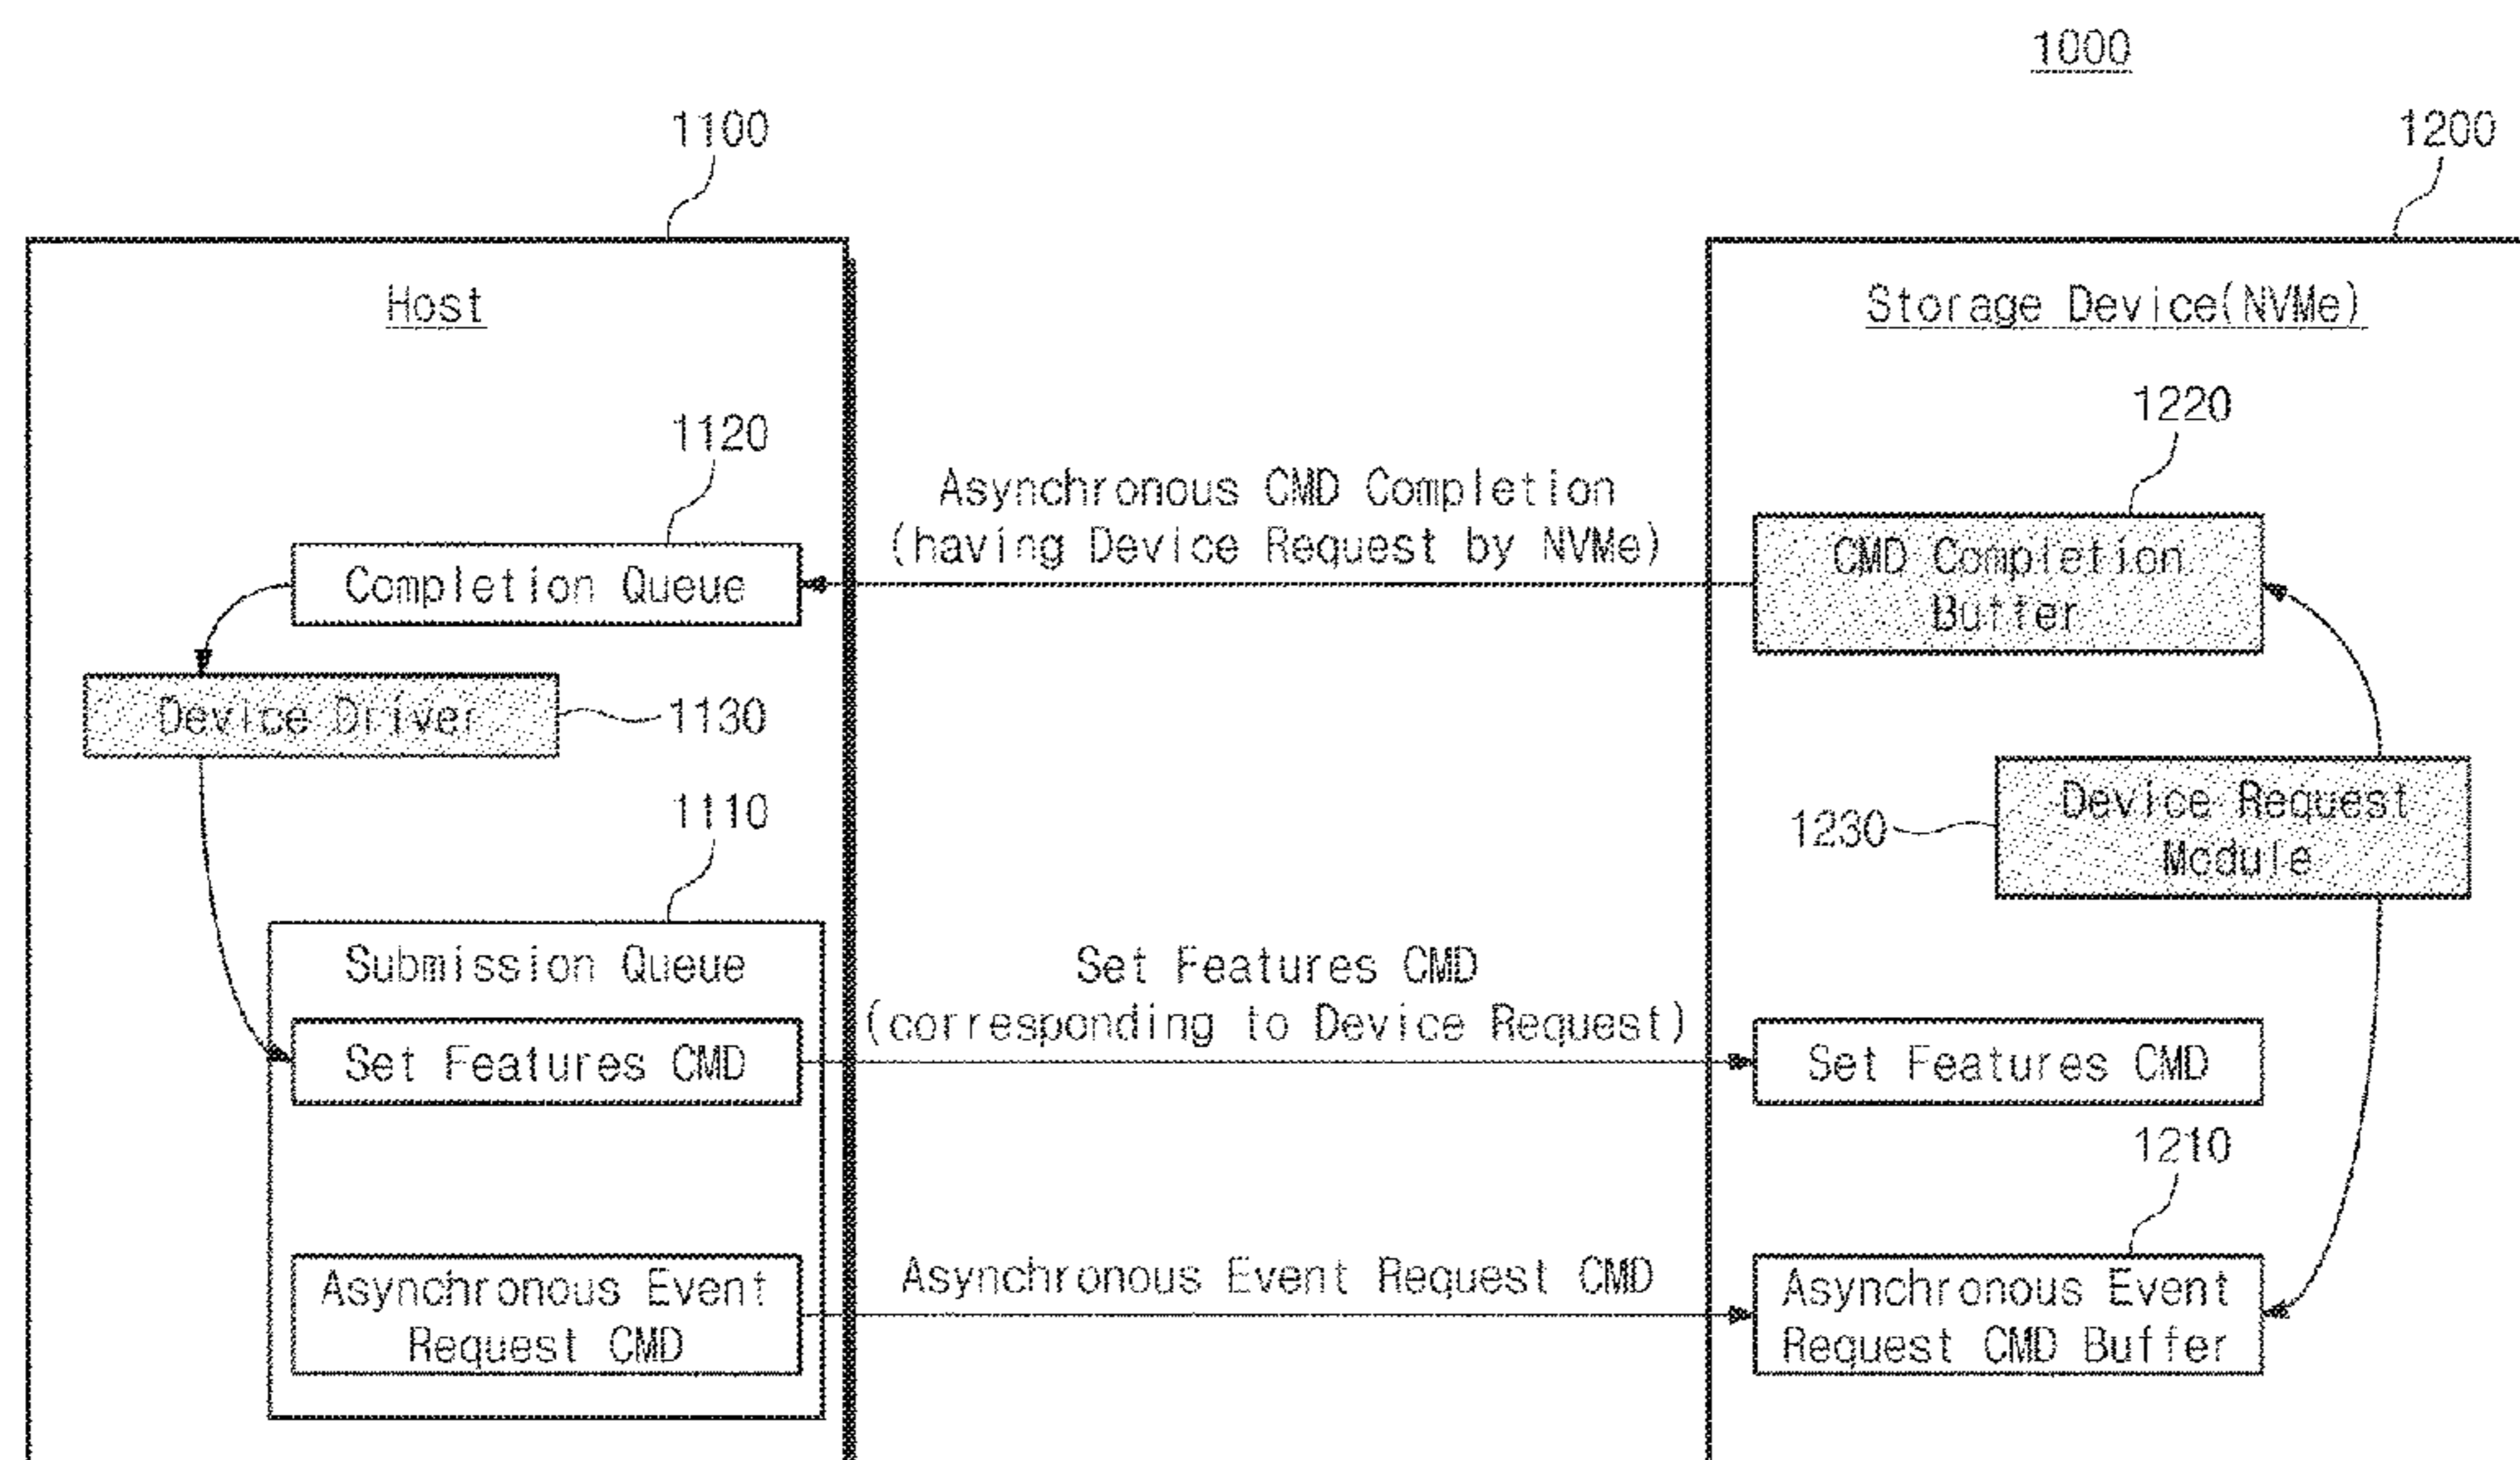 1000
1100
1200
Host
Storage Device(NVMe)
1120
1220
Asynchronous CMD Completion
(having Device Request by NVMe)
Completion Queue
CMD Completion
Buffer
Device Driver
1130
1110
Device Request
Module
1230
Submission Queue
Set Features CMD
(corresponding to Device Request)
Set Features CMD
Set Features CMD
1210
Asynchronous Event Request CMD
Asynchronous Event
Request CMD
Asynchronous Event
Request CMD Buffer